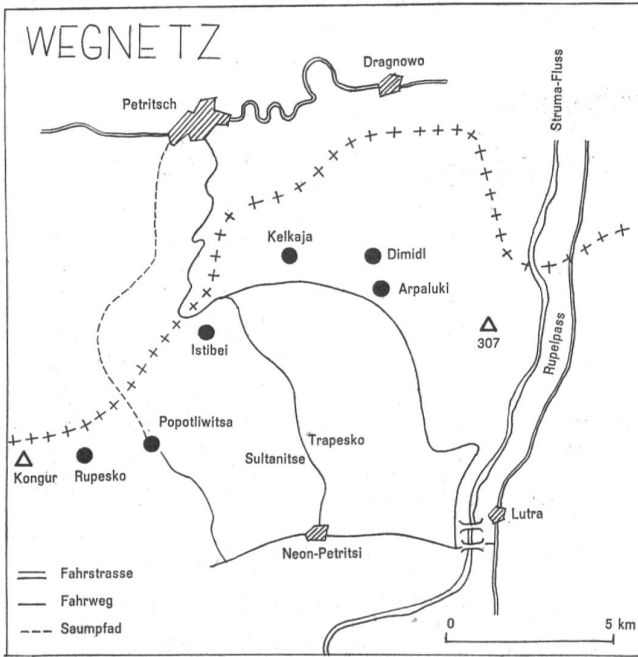 WEGNETZ
Dragnowo
Petritsch
Struma-Fluss
Kelkaja
Dimidl
Arpaluki
307
Istibei
Rupelpass
Popotliwitsa
Trapesko
Sultanitse
Kongur
Rupesko
Lutra
Neon-Petritsi
Fahrstrasse
Fahrweg
Saumpfad
0
5 km